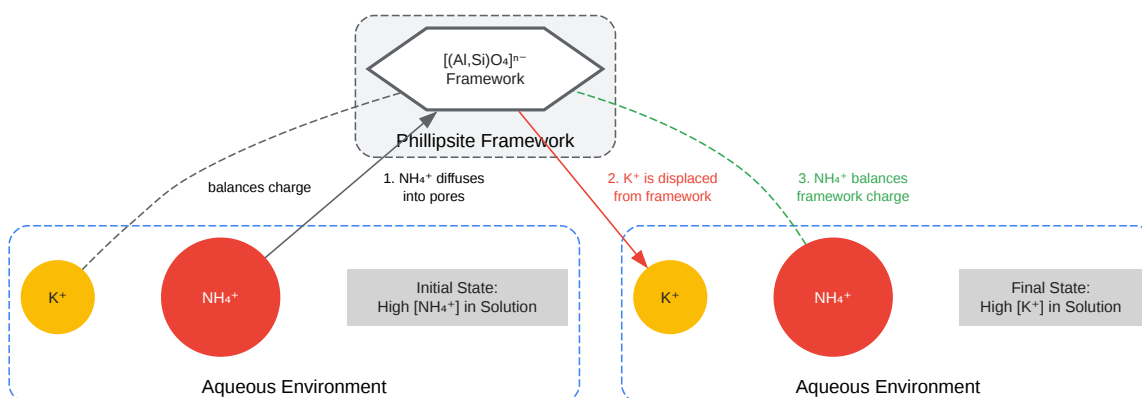 [(Al,Si)O₄]ⁿ⁻
Framework
Phillipsite Framework
balances charge
1. NH₄⁺ diffuses
into pores
2. K⁺ is displaced
from framework
3. NH₄⁺ balances
framework charge
K⁺
NH₄⁺
Initial State:
High [NH₄⁺] in Solution
Aqueous Environment
K⁺
NH₄⁺
Final State:
High [K⁺] in Solution
Aqueous Environment